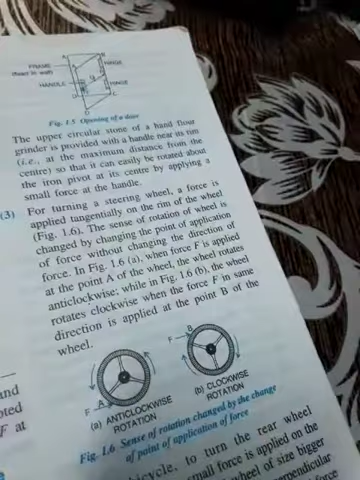 A
B
FRAME
(fixed in wall)
HINGE
HANDLE
HINGE
C
D
Fig. 1.5 Opening of a door
The upper circular stone of a hand flour
grinder is provided with a handle near its rim
(i.e., at the maximum distance from the
centre) so that it can easily be rotated about
the iron pivot at its centre by applying a
small force at the handle.
(3) For turning a steering wheel, a force is
applied tangentially on the rim of the wheel
(Fig. 1.6). The sense of rotation of wheel is
changed by changing the point of application
of force without changing the direction of
force. In Fig. 1.6 (a), when force F is applied
at the point A of the wheel, the wheel rotates
anticlockwise; while in Fig. 1.6 (b), the wheel
rotates clockwise when the force F in same
direction is applied at the point B of the
wheel.
F
B
F
A
(a) ANTICLOCKWISE
ROTATION
(b) CLOCKWISE
ROTATION
Fig. 1.6 Sense of rotation changed by the change
of point of application of force
bicycle, to turn the rear wheel
small force is applied on the
wheel of size bigger
perpendicular
force
and
F at